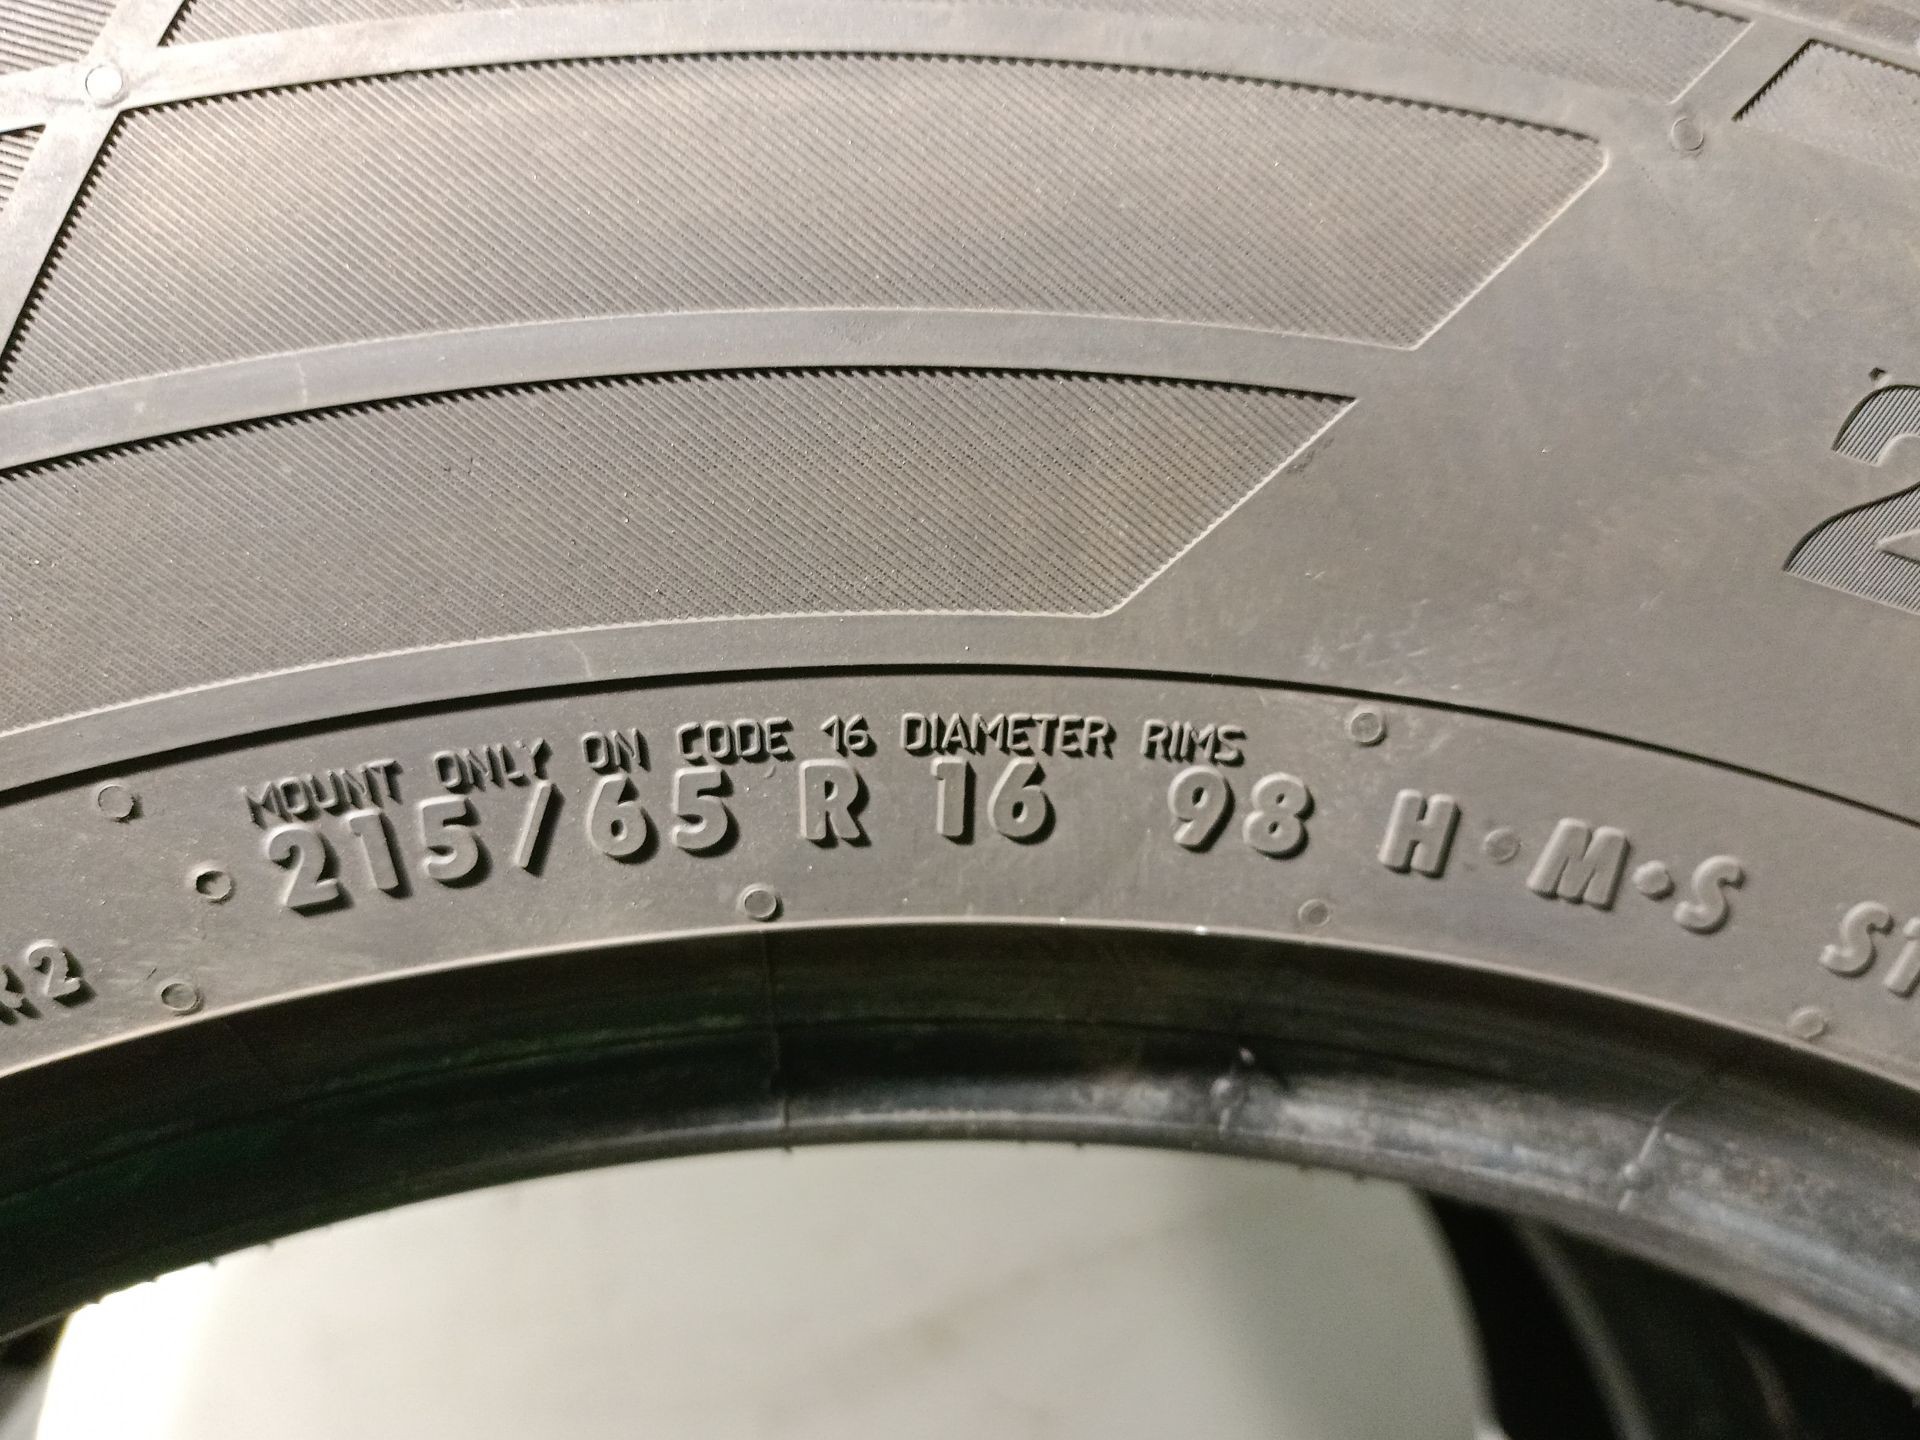 MOUNT ONLY ON CODE 16 DIAMETER RIMS
215/65 R 16 98 H·M·S